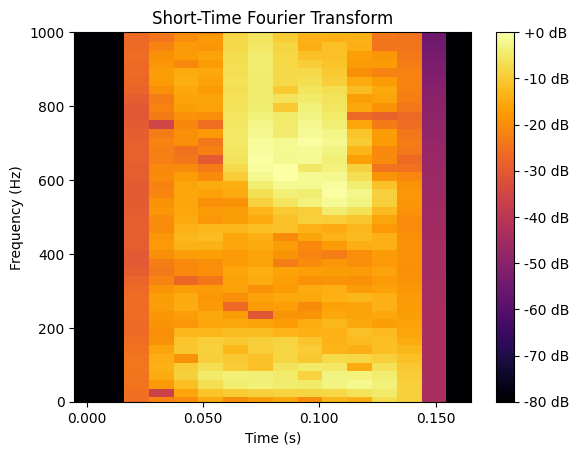 Short-Time Fourier Transform
Frequency (Hz)
1000
800
600
400
200
0
0.000
0.050
0.100
0.150
Time (s)
+0 dB
-10 dB
-20 dB
-30 dB
-40 dB
-50 dB
-60 dB
-70 dB
-80 dB